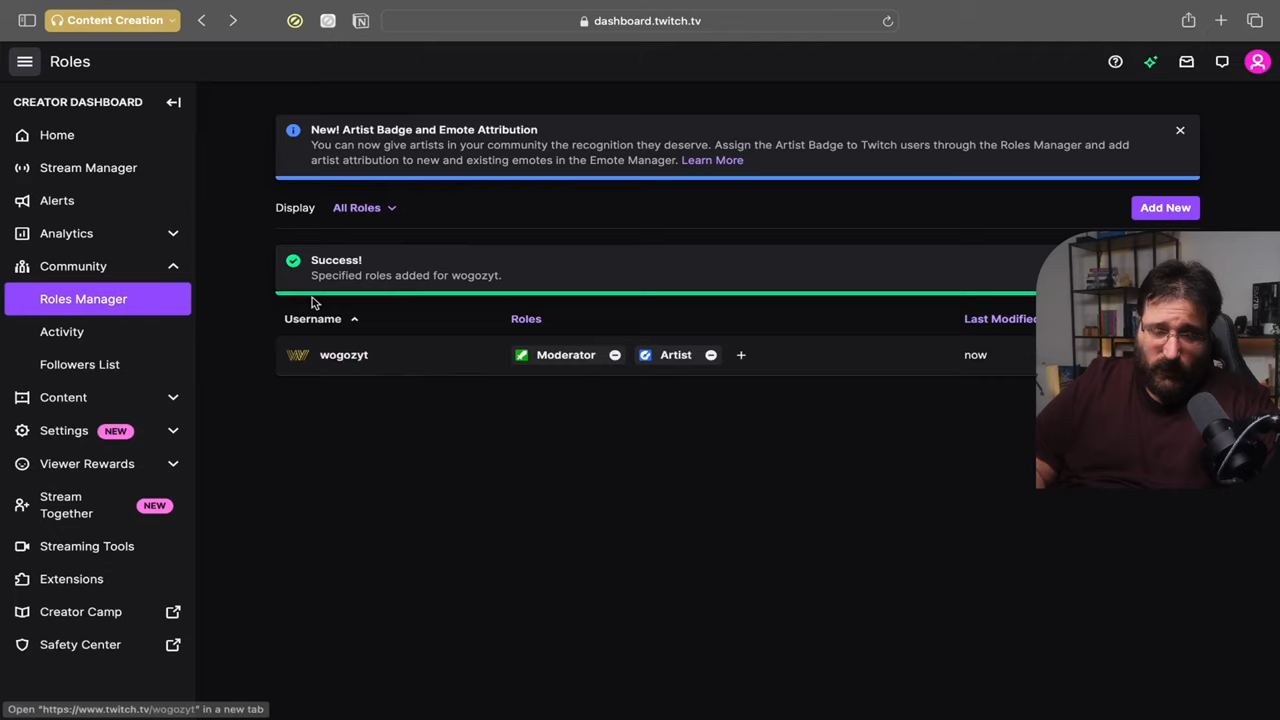 Content Creation
dashboard.twitch.tv
Roles
CREATOR DASHBOARD
Home
Stream Manager
Alerts
Analytics
Community
Roles Manager
Activity
Followers List
Content
Settings NEW
Viewer Rewards
Stream
Together
NEW
Streaming Tools
Extensions
Creator Camp
Safety Center
New! Artist Badge and Emote Attribution
You can now give artists in your community the recognition they deserve. Assign the Artist Badge to Twitch users through the Roles Manager and add
artist attribution to new and existing emotes in the Emote Manager. Learn More
Display All Roles
Add New
Success!
Specified roles added for wogozyt.
Username Roles Last Modified
wogozyt Moderator Artist now
Open "https://www.twitch.tv/wogozyt" in a new tab